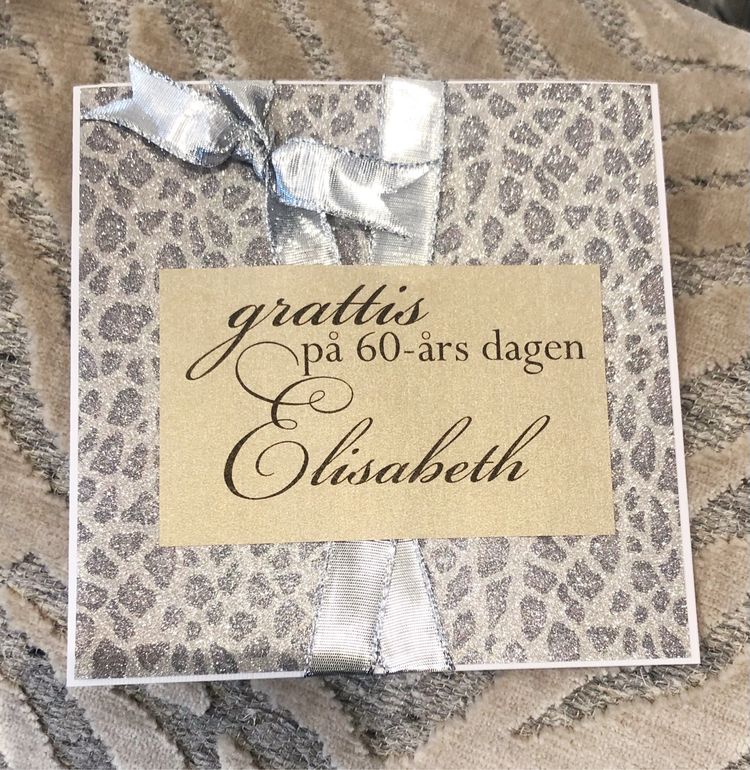 grattis
på 60-års dagen
Elisabeth